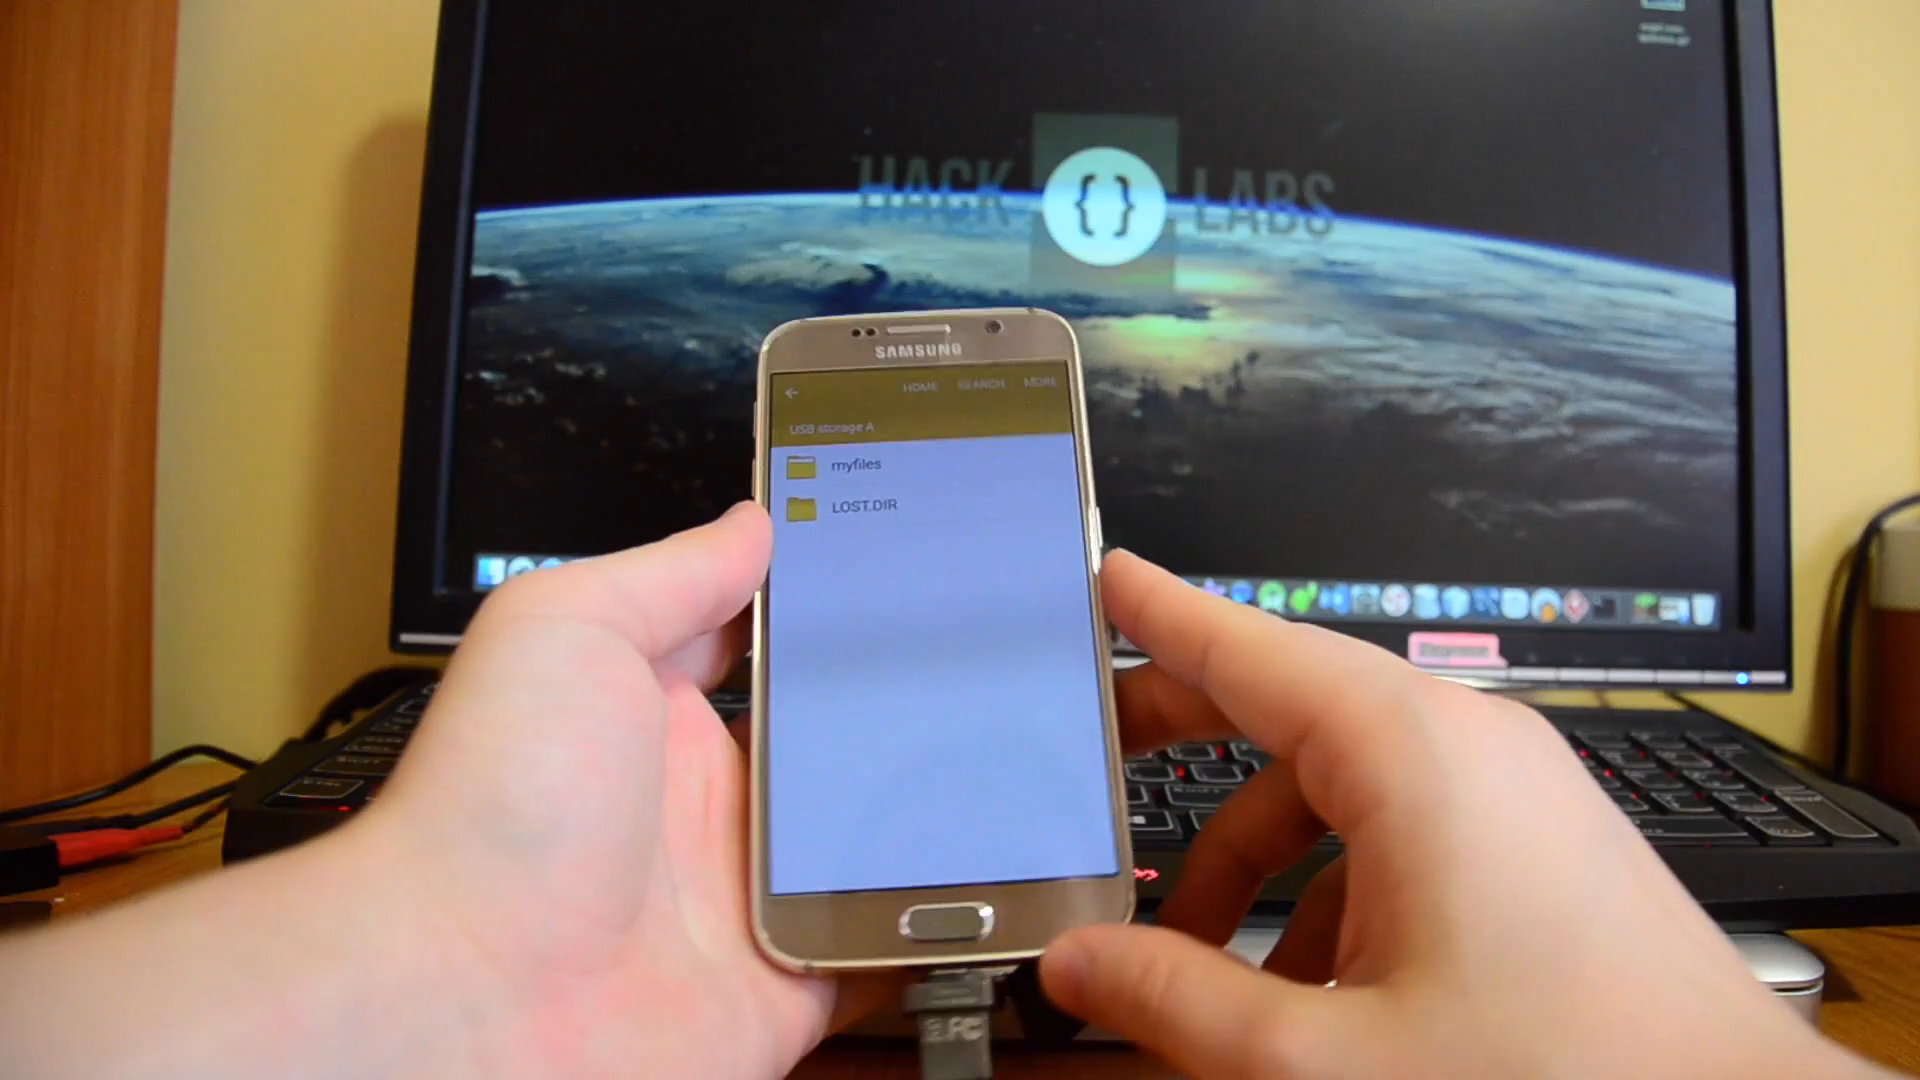 HACK {} LABS
SAMSUNG
HOME SEARCH MORE
USB storage A
myfiles
LOST.DIR